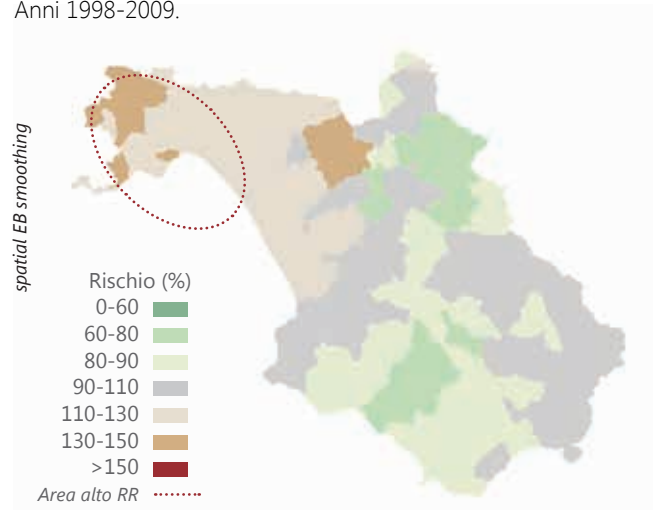 Anni 1998-2009.
spatial EB smoothing
Rischio (%)
0-60
60-80
80-90
90-110
110-130
130-150
>150
Area alto RR